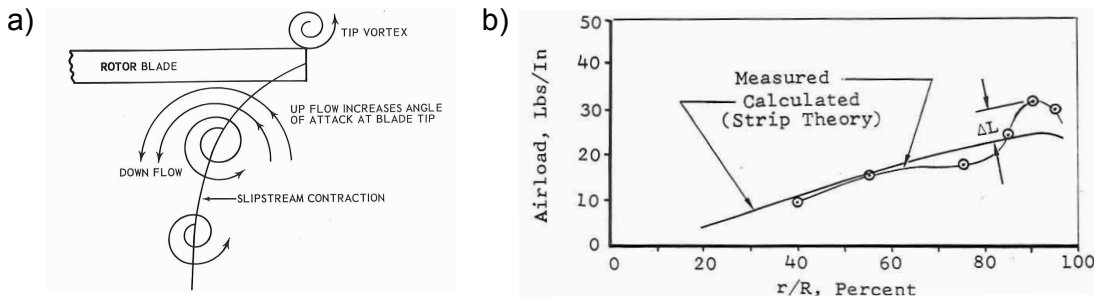 a)
TIP VORTEX
ROTOR BLADE
UP FLOW INCREASES ANGLE
OF ATTACK AT BLADE TIP
DOWN FLOW
SLIPSTREAM CONTRACTION
b)
Airload, Lbs/In
50
40
30
20
10
0
Measured
Calculated
(Strip Theory)
ΔL
0 20 40 60 80 100
r/R, Percent